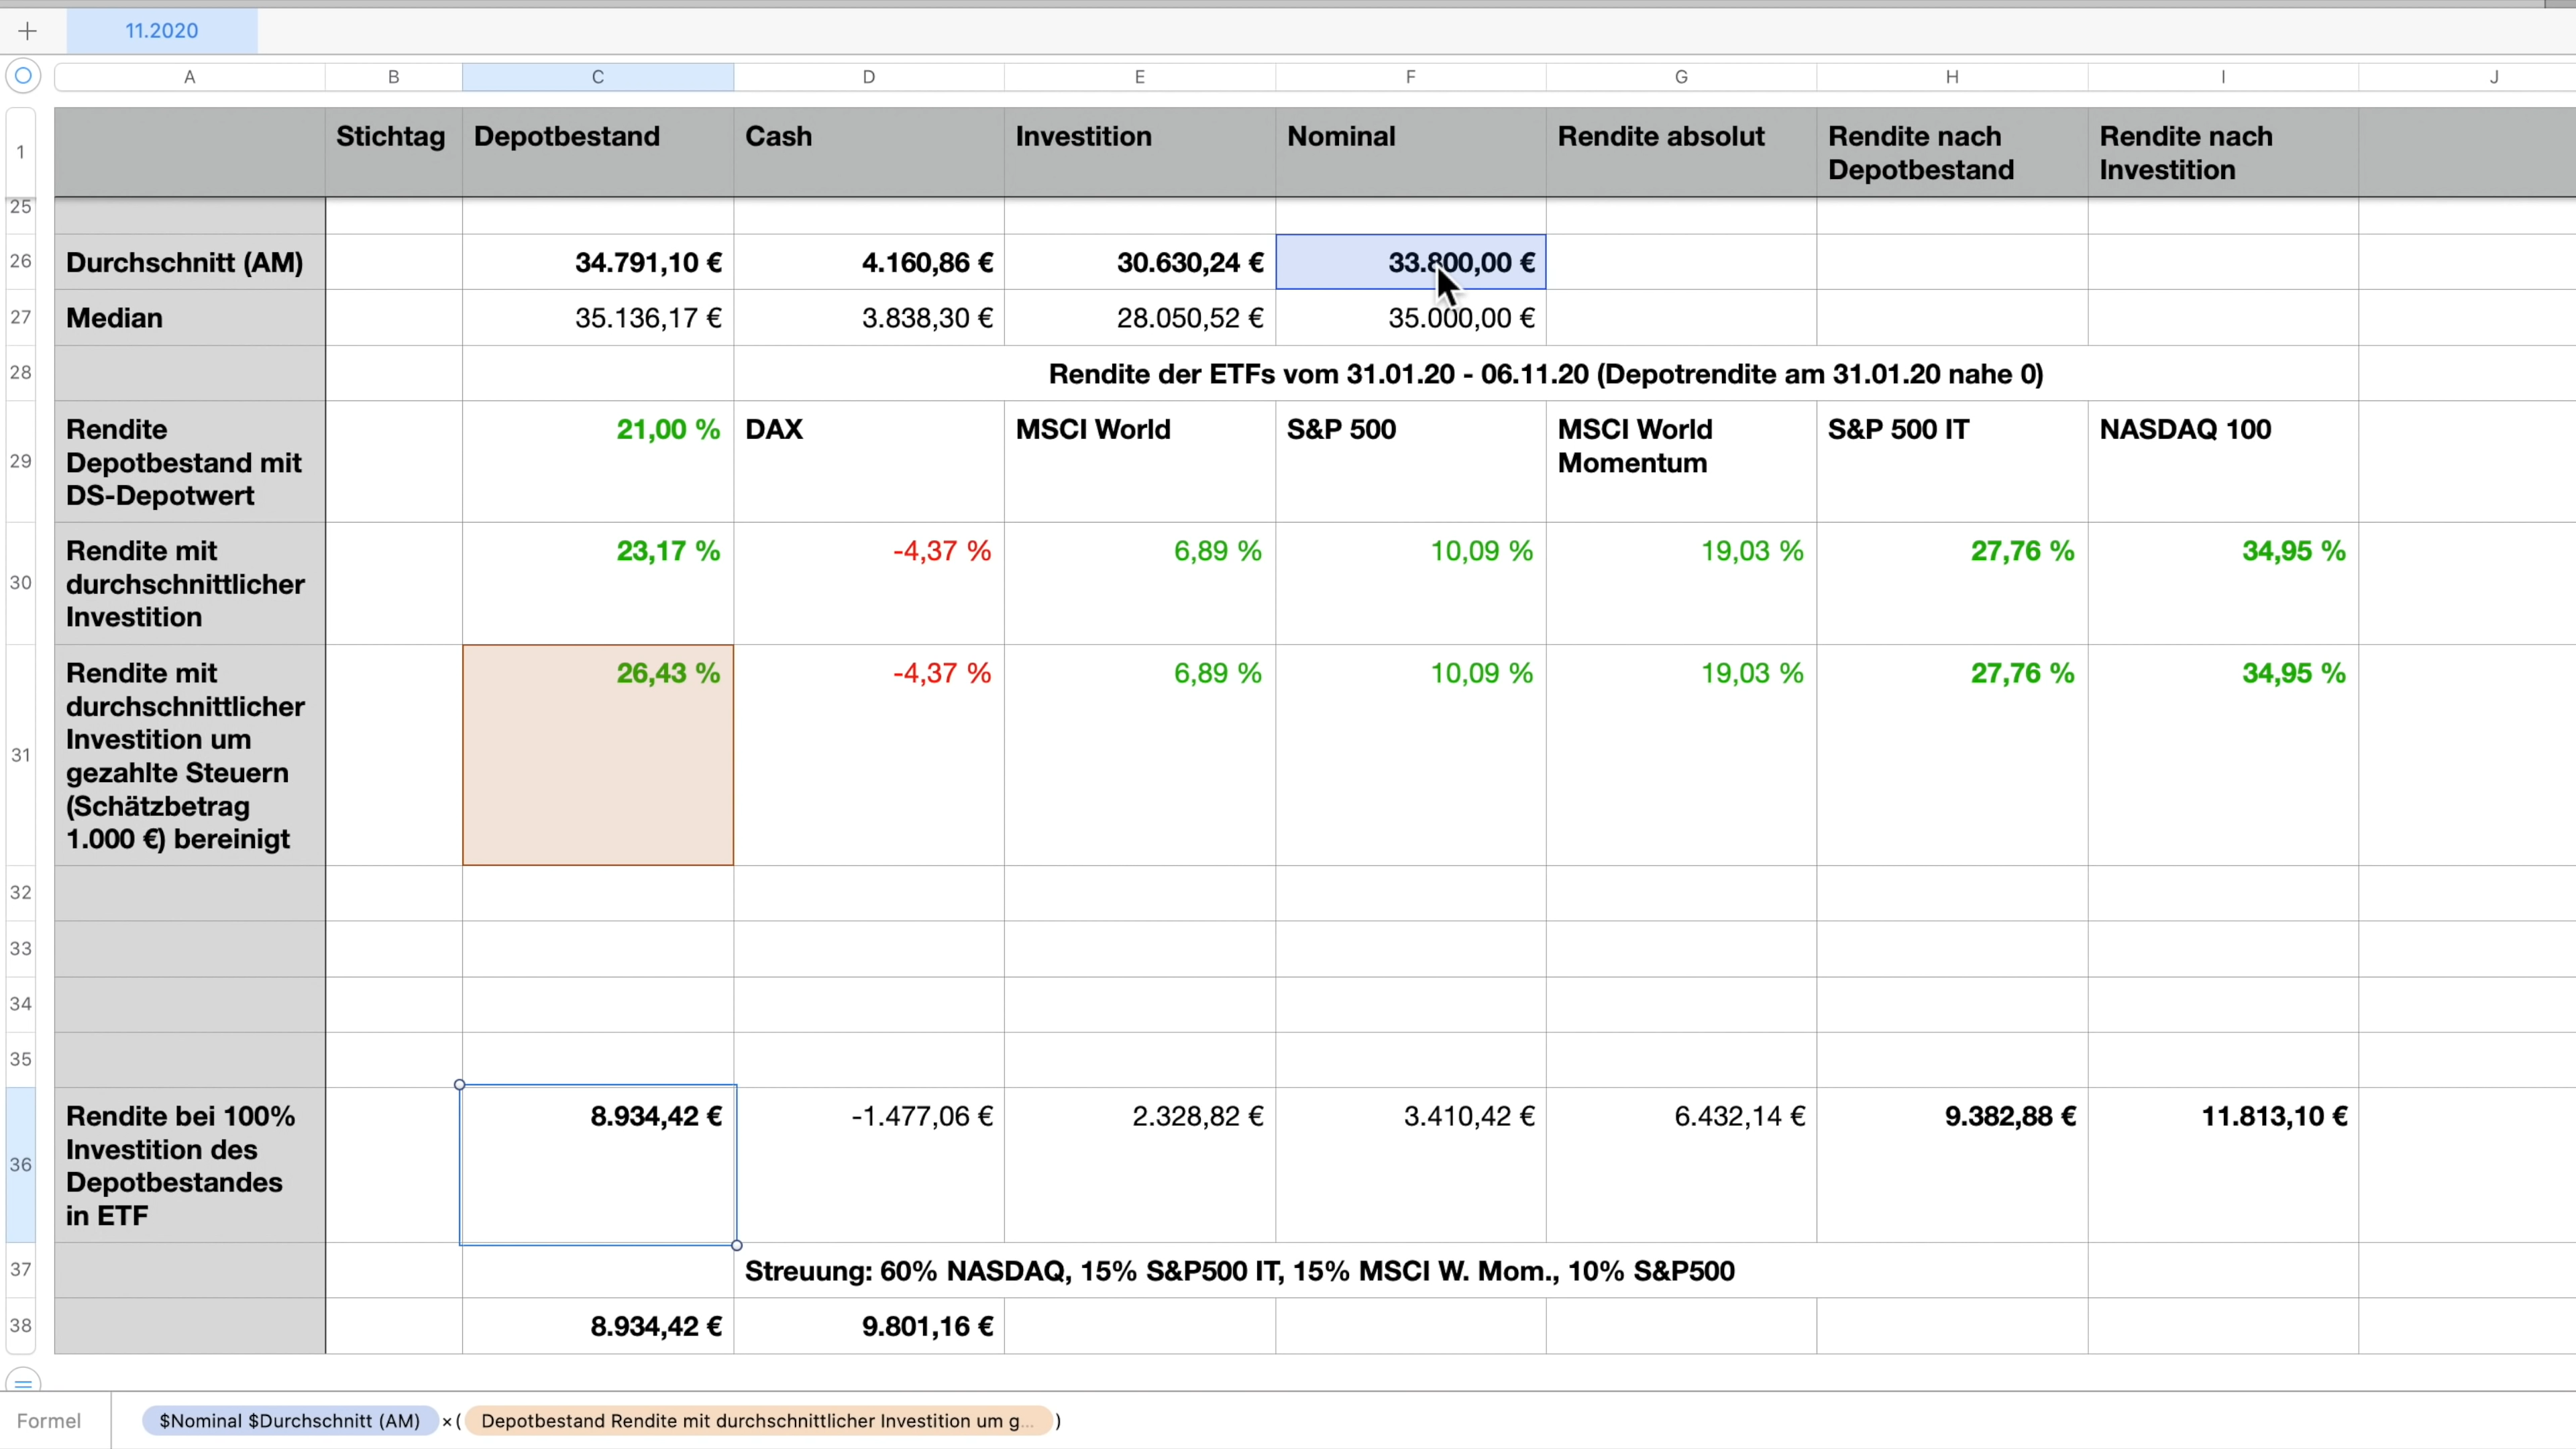 11.2020
A B C D E F G H I J
1 Stichtag Depotbestand Cash Investition Nominal Rendite absolut Rendite nach Depotbestand Rendite nach Investition
25
26 Durchschnitt (AM) 34.791,10 € 4.160,86 € 30.630,24 € 33.800,00 €
27 Median 35.136,17 € 3.838,30 € 28.050,52 € 35.000,00 €
28 Rendite der ETFs vom 31.01.20 - 06.11.20 (Depotrendite am 31.01.20 nahe 0)
29 Rendite Depotbestand mit DS-Depotwert 21,00 % DAX MSCI World S&P 500 MSCI World Momentum S&P 500 IT NASDAQ 100
30 Rendite mit durchschnittlicher Investition 23,17 % -4,37 % 6,89 % 10,09 % 19,03 % 27,76 % 34,95 %
31 Rendite mit durchschnittlicher Investition um gezahlte Steuern (Schätzbetrag 1.000 €) bereinigt 26,43 % -4,37 % 6,89 % 10,09 % 19,03 % 27,76 % 34,95 %
32
33
34
35
36 Rendite bei 100% Investition des Depotbestandes in ETF 8.934,42 € -1.477,06 € 2.328,82 € 3.410,42 € 6.432,14 € 9.382,88 € 11.813,10 €
37 Streuung: 60% NASDAQ, 15% S&P500 IT, 15% MSCI W. Mom., 10% S&P500
38 8.934,42 € 9.801,16 €
Formel $Nominal $Durchschnitt (AM) ×( Depotbestand Rendite mit durchschnittlicher Investition um g... )